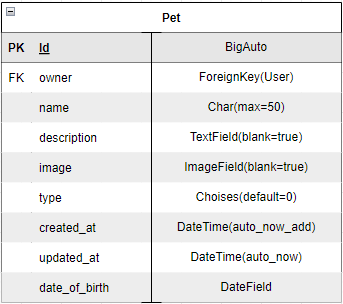 Pet
PK Id BigAuto
FK owner ForeignKey(User)
name Char(max=50)
description TextField(blank=true)
image ImageField(blank=true)
type Choises(default=0)
created_at DateTime(auto_now_add)
updated_at DateTime(auto_now)
date_of_birth DateField